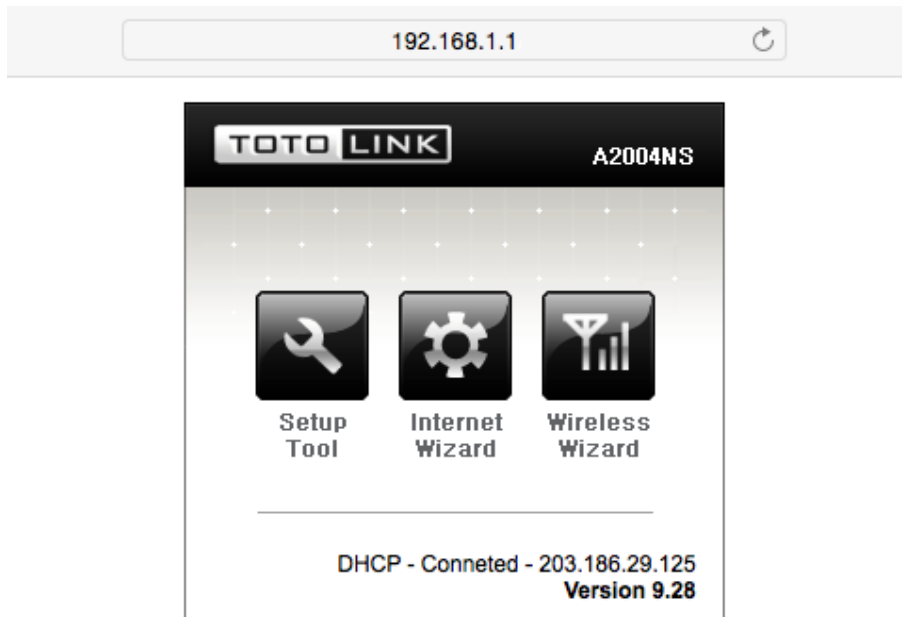 192.168.1.1
TOTO LINK
A2004NS
Setup Tool
Internet Wizard
Wireless Wizard
DHCP - Conneted - 203.186.29.125
Version 9.28